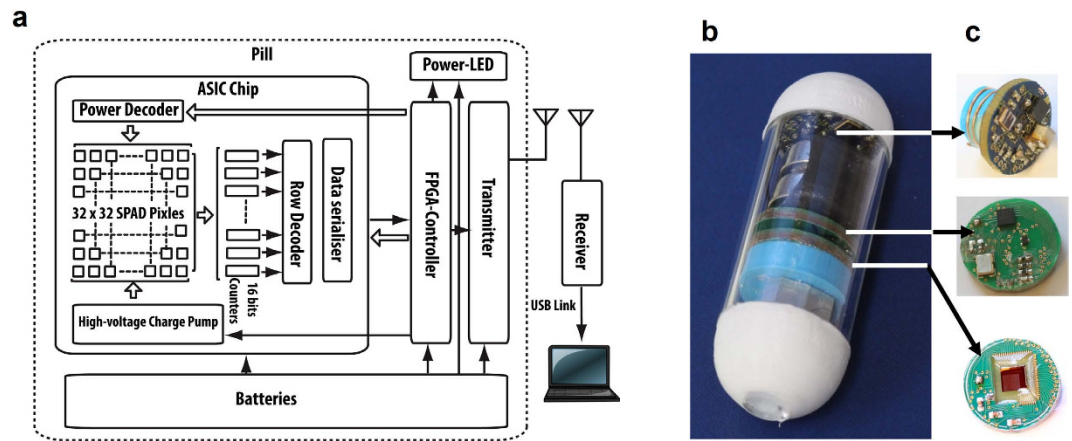 a
b
c
Pill
Power-LED
ASIC Chip
Power Decoder
32 x 32 SPAD Pixles
High-voltage Charge Pump
16 bits
Counters
Row Decoder
Data serialiser
FPGA-Controller
Transmitter
Receiver
USB Link
Batteries